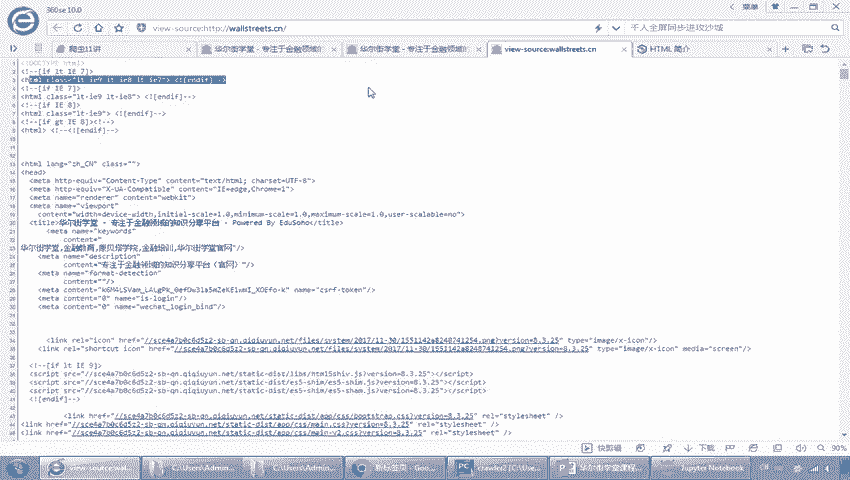 360se 10.0
菜单
view-source:http://wallstreets.cn/
爬虫11讲
华尔街学堂 - 专注于金融领域的
华尔街学堂 - 专注于金融领域的
view-source:wallstreets.cn
HTML 简介
<!DOCTYPE html>
<!--[if lt IE 7]>
<html class="lt-ie9 lt-ie8 lt-ie7"> <![endif]-->
<!--[if IE 7]>
<html class="lt-ie9 lt-ie8"> <![endif]-->
<!--[if IE 8]>
<html class="lt-ie9"> <![endif]-->
<!--[if gt IE 8]><!-->
<html> <!--<![endif]-->
<html lang="zh_CN" class="">
<head>
<meta http-equiv="Content-Type" content="text/html; charset=UTF-8">
<meta http-equiv="X-UA-Compatible" content="IE=edge,Chrome=1">
<meta name="renderer" content="webkit">
<meta name="viewport"
content="width=device-width,initial-scale=1.0,minimum-scale=1.0,maximum-scale=1.0,user-scalable=no">
<title>华尔街学堂 - 专注于金融领域的知识分享平台 - Powered By EduSoho</title>
<meta name="keywords"
content="
华尔街学堂,金融教育,象贝塔学院,金融培训,华尔街学堂官网"/>
<meta name="description"
content="专注于金融领域的知识分享平台（官网）"/>
<meta name="format-detection"
content=""/>
name="csrf-token"/>
<meta content="0" name="is-login"/>
<meta content="0" name="wechat_login_bind"/>
<link rel="icon" href="//sce4a7b0c6d5z2-sb-qn.qiqiuyun.net/files/system/2017/11-30/1551142a8248741254.png?version=8.3.25" type="image/x-icon"/>
<link rel="shortcut icon" href="//sce4a7b0c6d5z2-sb-qn.qiqiuyun.net/files/system/2017/11-30/1551142a8248741254.png?version=8.3.25" type="image/x-icon" media="screen"/>
<!--[if lt IE 9]>
<script src="//sce4a7b0c6d5z2-sb-qn.qiqiuyun.net/static-dist/libs/html5shiv.js?version=8.3.25"></script>
<script src="//sce4a7b0c6d5z2-sb-qn.qiqiuyun.net/static-dist/es5-shim/es5-shim.js?version=8.3.25"></script>
<script src="//sce4a7b0c6d5z2-sb-qn.qiqiuyun.net/static-dist/es5-shim/es5-sham.js?version=8.3.25"></script>
<![endif]-->
<link href="//sce4a7b0c6d5z2-sb-qn.qiqiuyun.net/static-dist/app/css/bootstrap.css?version=8.3.25" rel="stylesheet" />
<link href="//sce4a7b0c6d5z2-sb-qn.qiqiuyun.net/static-dist/app/css/main.css?version=8.3.25" rel="stylesheet" />
<link href="//sce4a7b0c6d5z2-sb-qn.qiqiuyun.net/static-dist/app/css/main-v2.css?version=8.3.25" rel="stylesheet" />
快剪辑
下载
90%
view-source:wal...
C:\Users\Admin...
C:\Users\Admin...
新标签页 - Goo...
crawler2 [C:\Use...
华尔街学堂课程...
Jupyter Notebook